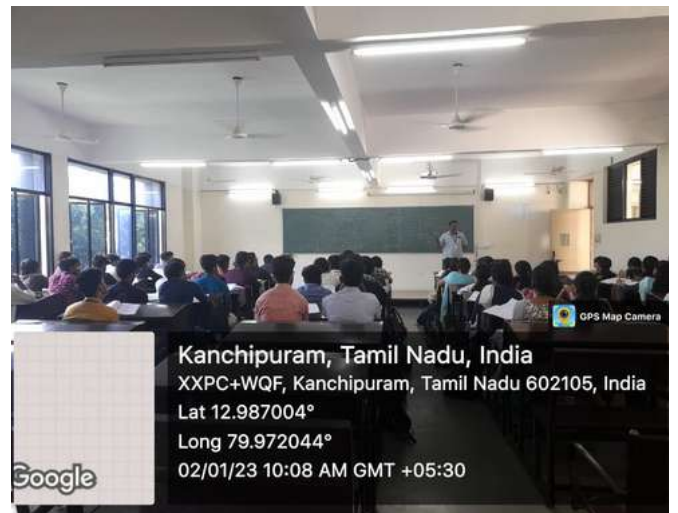 GPS Map Camera
Kanchipuram, Tamil Nadu, India
XXPC+WQF, Kanchipuram, Tamil Nadu 602105, India
Lat 12.987004°
Long 79.972044°
02/01/23 10:08 AM GMT +05:30
Google